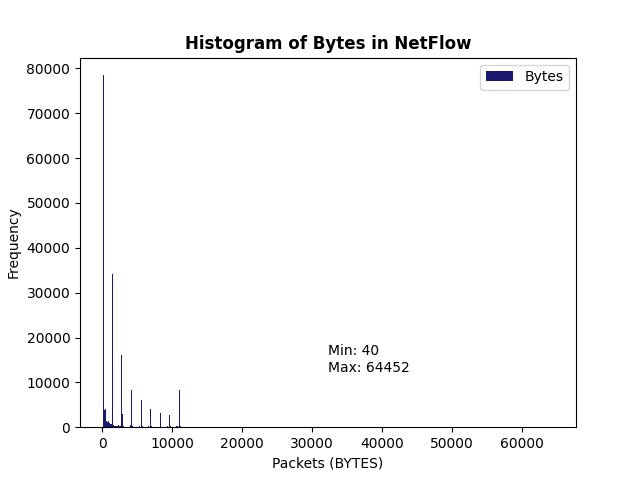 Histogram of Bytes in NetFlow
Bytes
80000
70000
60000
50000
40000
30000
20000
10000
0
Frequency
Min: 40
Max: 64452
0 10000 20000 30000 40000 50000 60000
Packets (BYTES)